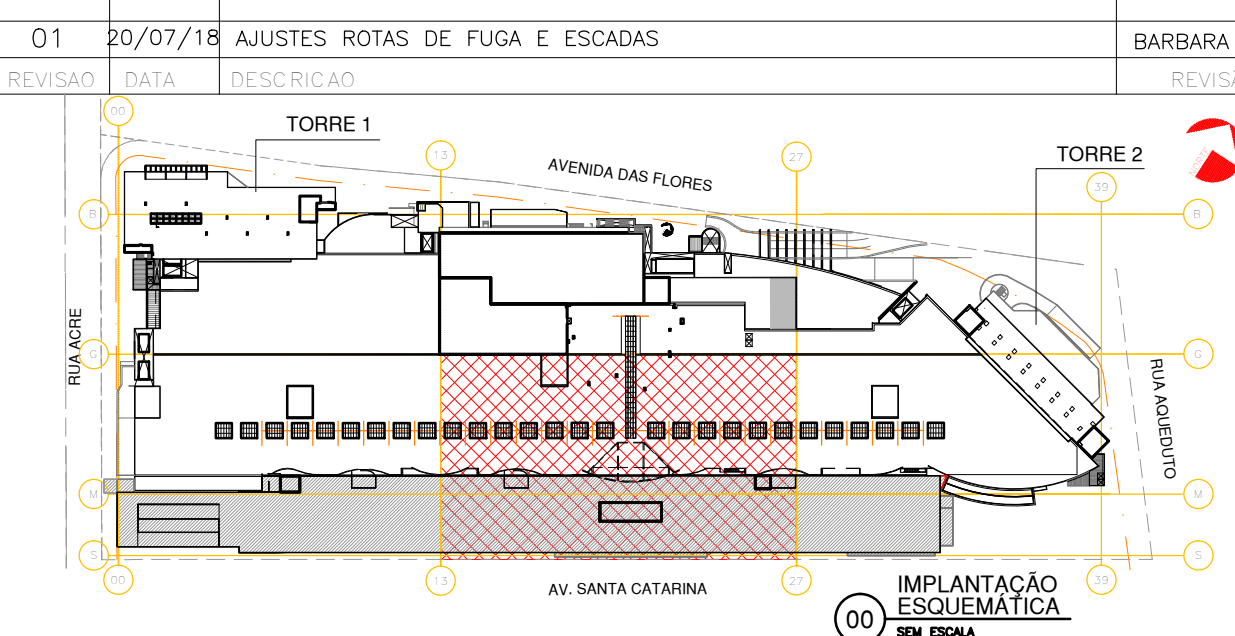 01 20/07/18 AJUSTES ROTAS DE FUGA E ESCADAS BARBARA
REVISAO DATA DESCRICAO REVISÃ
00
TORRE 1
13
AVENIDA DAS FLORES
27
TORRE 2
NORTE
39
B
B
RUA ACRE
G
G
RUA AQUEDUTO
M
M
S
S
00
13
AV. SANTA CATARINA
27
39
00
IMPLANTAÇÃO
ESQUEMÁTICA
SEM ESCALA